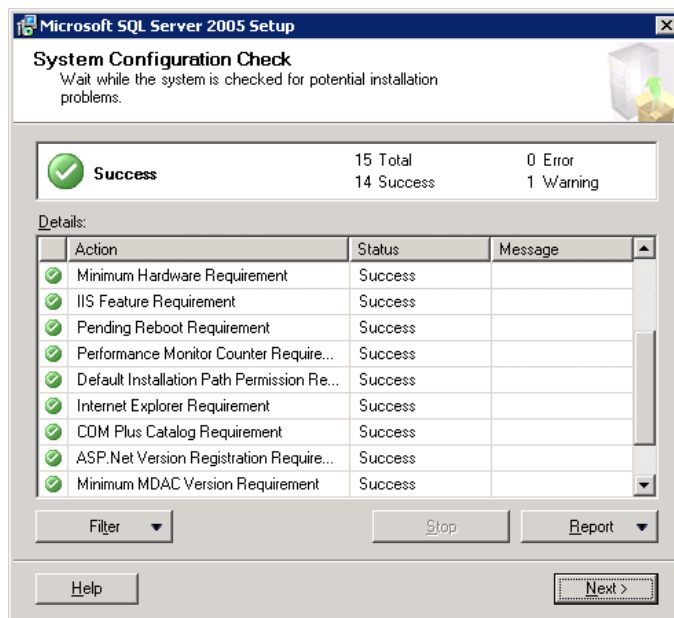 Microsoft SQL Server 2005 Setup
System Configuration Check
Wait while the system is checked for potential installation
problems.
Success
15 Total
0 Error
14 Success
1 Warning
Details:
Action Status Message
Minimum Hardware Requirement Success
IIS Feature Requirement Success
Pending Reboot Requirement Success
Performance Monitor Counter Require... Success
Default Installation Path Permission Re... Success
Internet Explorer Requirement Success
COM Plus Catalog Requirement Success
ASP.Net Version Registration Require... Success
Minimum MDAC Version Requirement Success
Filter Stop Report
Help Next >